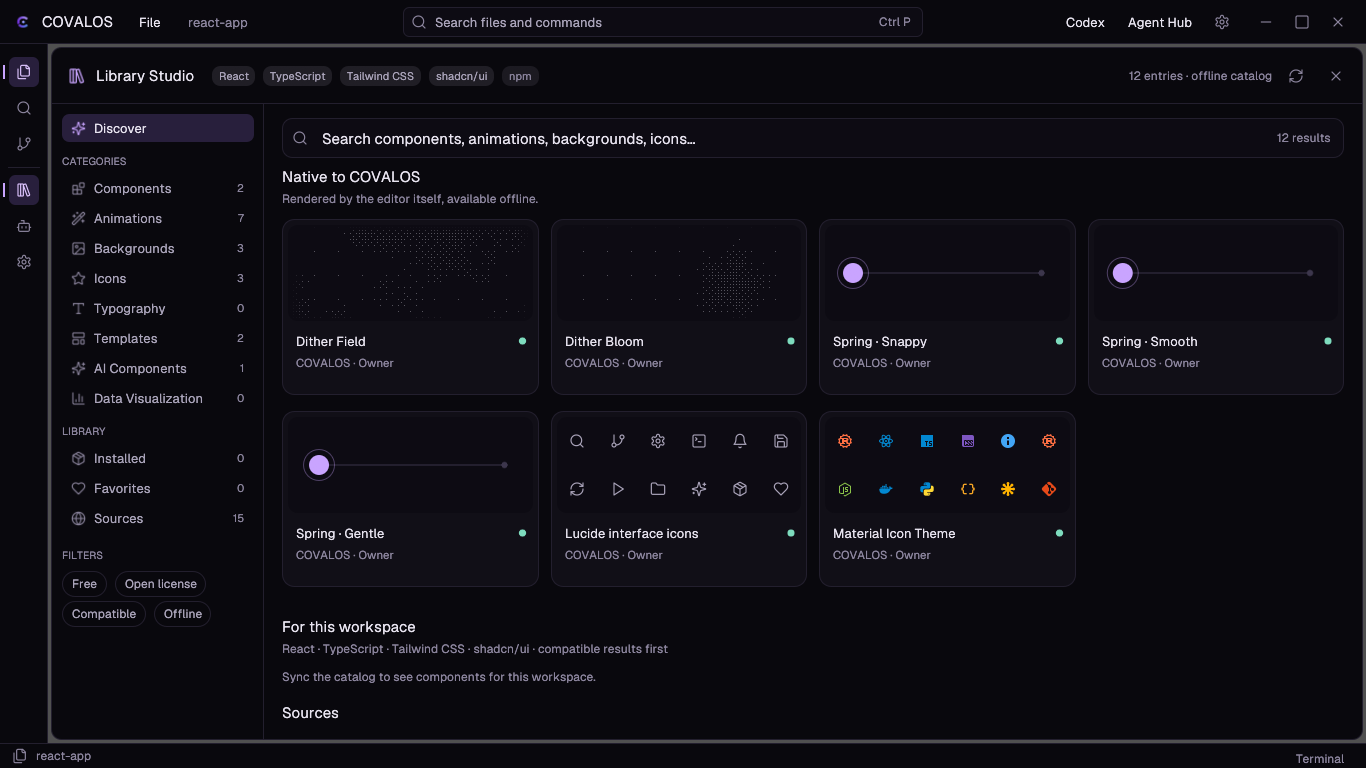 COVALOS File react-app Search files and commands Ctrl P Codex Agent Hub
Library Studio React TypeScript Tailwind CSS shadcn/ui npm 12 entries · offline catalog
Discover
CATEGORIES
Components 2
Animations 7
Backgrounds 3
Icons 3
Typography 0
Templates 2
AI Components 1
Data Visualization 0
LIBRARY
Installed 0
Favorites 0
Sources 15
FILTERS
Free Open license
Compatible Offline
Search components, animations, backgrounds, icons... 12 results
Native to COVALOS
Rendered by the editor itself, available offline.
Dither Field
COVALOS · Owner
Dither Bloom
COVALOS · Owner
Spring · Snappy
COVALOS · Owner
Spring · Smooth
COVALOS · Owner
Spring · Gentle
COVALOS · Owner
Lucide interface icons
COVALOS · Owner
TS
JS
Material Icon Theme
COVALOS · Owner
For this workspace
React · TypeScript · Tailwind CSS · shadcn/ui · compatible results first
Sync the catalog to see components for this workspace.
Sources
react-app Terminal